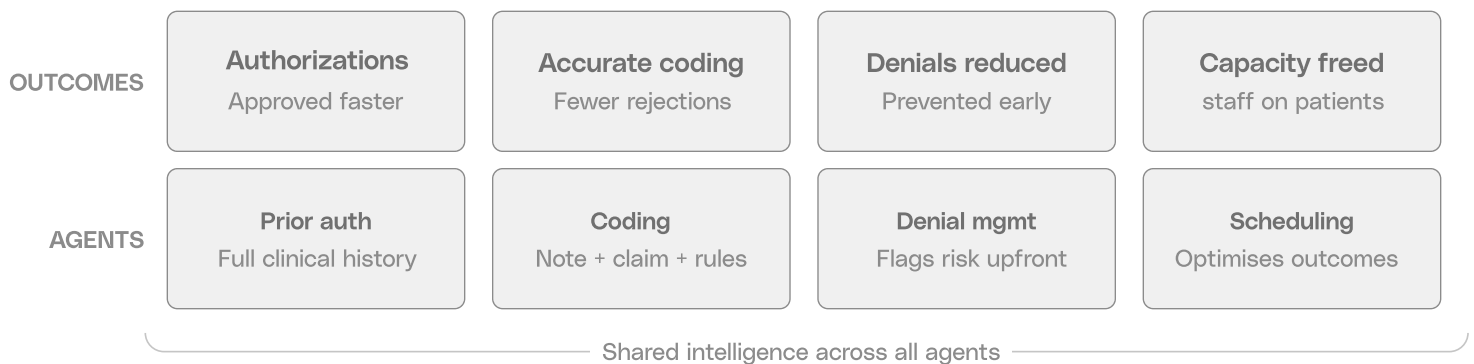 OUTCOMES
Authorizations
Approved faster
Accurate coding
Fewer rejections
Denials reduced
Prevented early
Capacity freed
staff on patients
AGENTS
Prior auth
Full clinical history
Coding
Note + claim + rules
Denial mgmt
Flags risk upfront
Scheduling
Optimises outcomes
Shared intelligence across all agents